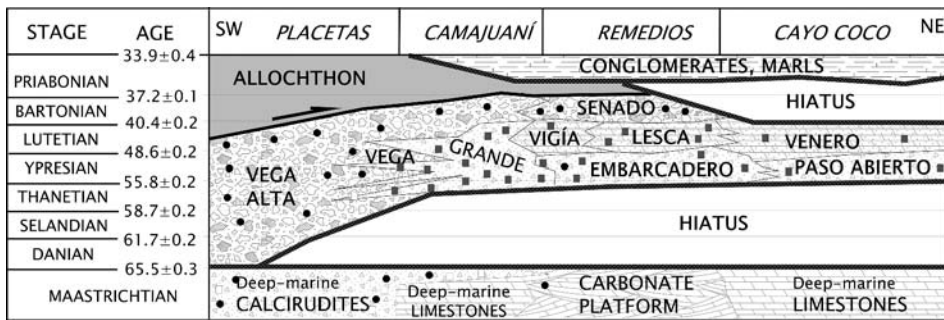 STAGE AGE SW PLACETAS CAMAJUANÍ REMEDIOS CAYO COCO NE
33.9±0.4
CONGLOMERATES, MARLS
ALLOCHTHON
PRIABONIAN
37.2±0.1
HIATUS
BARTONIAN
SENADO
40.4±0.2
LUTETIAN
VIGÍA LESCA VENERO
48.6±0.2
VEGA GRANDE
YPRESIAN
VEGA ALTA
EMBARCADERO PASO ABIERTO
55.8±0.2
THANETIAN
58.7±0.2
SELANDIAN
HIATUS
61.7±0.2
DANIAN
65.5±0.3
MAASTRICHTIAN
Deep-marine
CALCIRUDITES
Deep-marine
LIMESTONES
CARBONATE
PLATFORM
Deep-marine
LIMESTONES